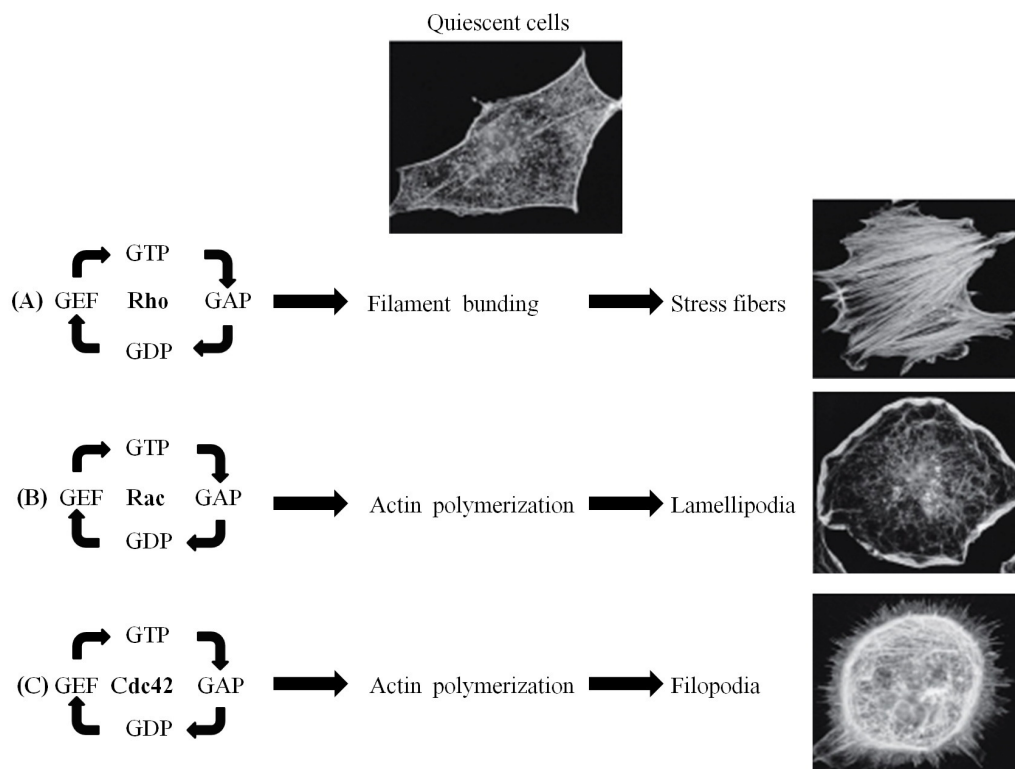 Quiescent cells
GTP
(A) GEF Rho GAP Filament bunding Stress fibers
GDP
GTP
(B) GEF Rac GAP Actin polymerization Lamellipodia
GDP
GTP
(C) GEF Cdc42 GAP Actin polymerization Filopodia
GDP